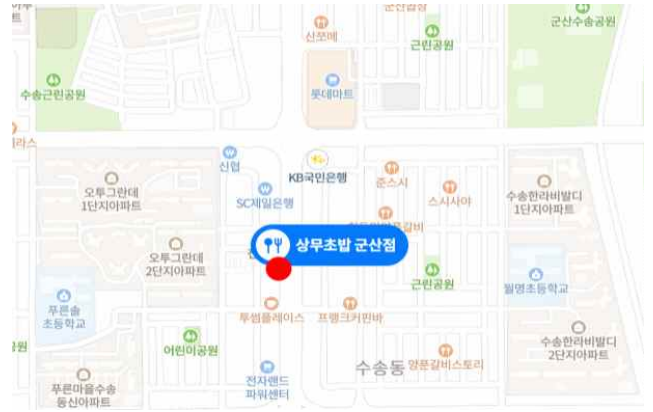 신쪼메
근린공원
군산수송공원
수송근린공원
롯데마트
신협
KB국민은행
준스시
스시사야
오투그란데
1단지아파트
SC제일은행
수송한라비발디
1단지아파트
상무초밥 군산점
오투그란데
2단지아파트
근린공원
월명초등학교
푸른솔
초등학교
투썸플레이스
프랭크커핀바
어린이공원
수송한라비발디
2단지아파트
수송동
양푼갈비스토리
전자랜드
파워센터
푸른마을수송
동신아파트